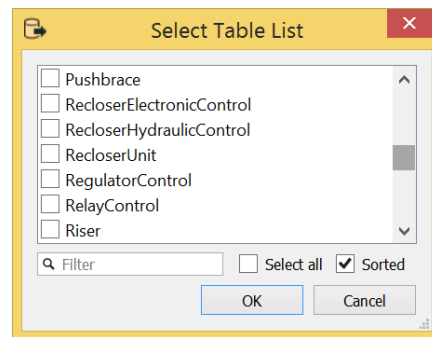 Select Table List
Pushbrace
RecloserElectronicControl
RecloserHydraulicControl
RecloserUnit
RegulatorControl
RelayControl
Riser
Filter
Select all
Sorted
OK
Cancel